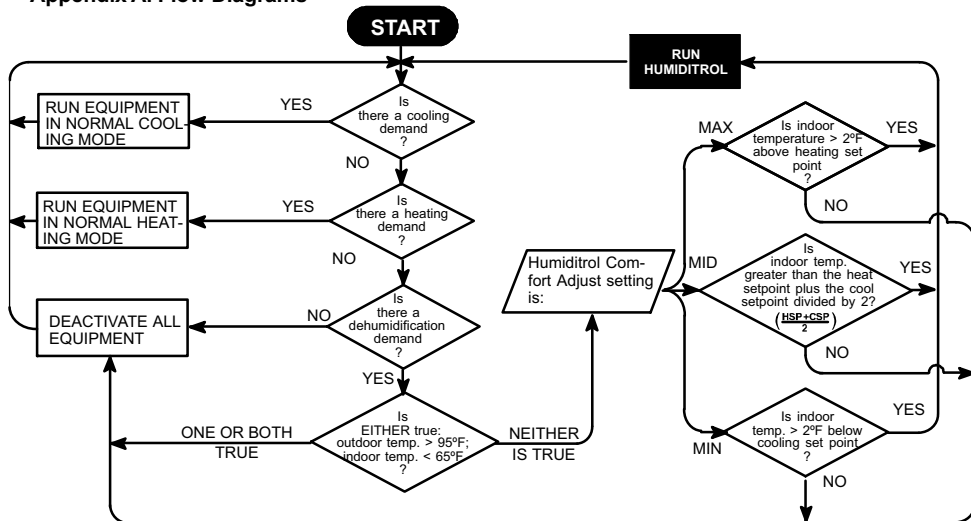 Appendix A. Flow Diagrams
START
RUN
HUMIDITROL
Is
there a cooling
demand
?
YES
NO
RUN EQUIPMENT
IN NORMAL COOL-
ING MODE
Is
there a heating
demand
?
YES
NO
RUN EQUIPMENT
IN NORMAL HEAT-
ING MODE
Is
there a
dehumidification
demand
?
NO
YES
DEACTIVATE ALL
EQUIPMENT
Is
EITHER true:
outdoor temp. > 95ºF;
indoor temp. < 65ºF
?
ONE OR BOTH
TRUE
NEITHER
IS TRUE
Humiditrol Com-
fort Adjust setting
is:
MAX
Is indoor
temperature > 2ºF
above heating set
point
?
YES
NO
MID
Is
indoor temp.
greater than the heat
setpoint plus the cool
setpoint divided by 2?
(HSP+CSP
2)
YES
NO
MIN
Is indoor
temp. > 2ºF below
cooling set point
?
YES
NO